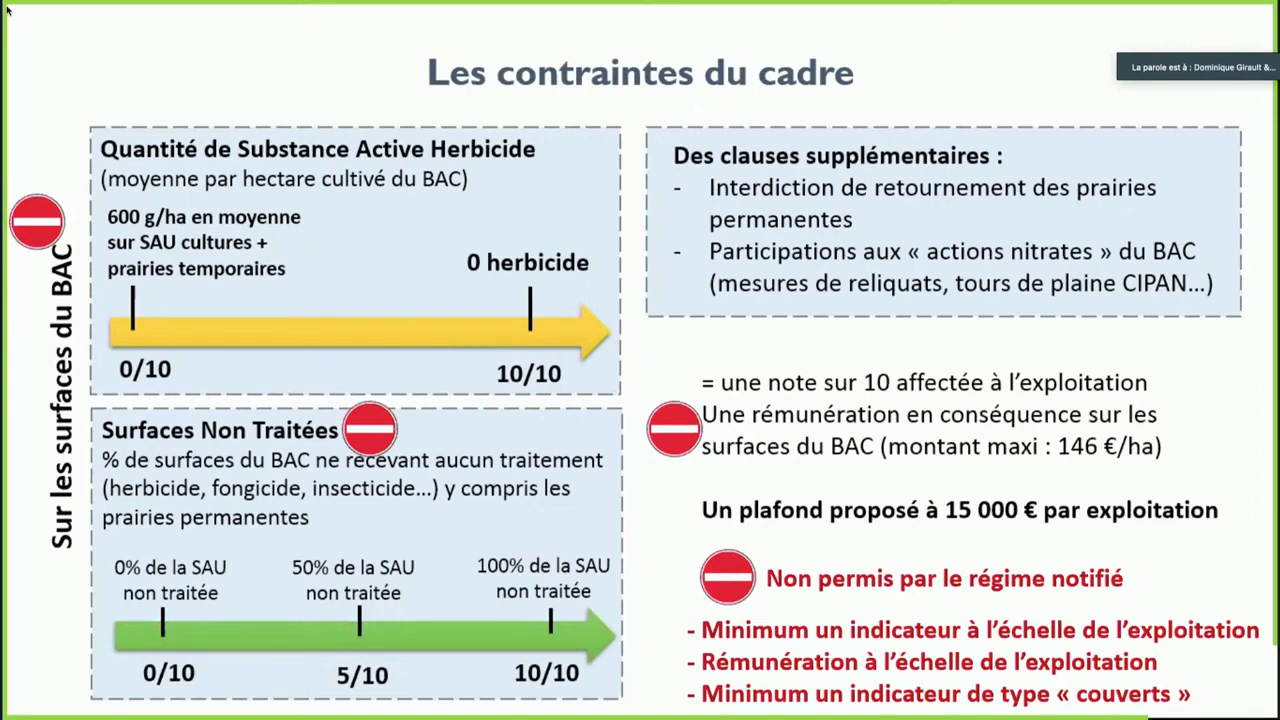 Les contraintes du cadre
La parole est à : Dominique Girault &...
Sur les surfaces du BAC
Quantité de Substance Active Herbicide
(moyenne par hectare cultivé du BAC)
600 g/ha en moyenne
sur SAU cultures +
prairies temporaires
0 herbicide
0/10
10/10
Surfaces Non Traitées
% de surfaces du BAC ne recevant aucun traitement
(herbicide, fongicide, insecticide...) y compris les
prairies permanentes
0% de la SAU
non traitée
50% de la SAU
non traitée
100% de la SAU
non traitée
0/10
5/10
10/10
Des clauses supplémentaires :
- Interdiction de retournement des prairies
permanentes
- Participations aux « actions nitrates » du BAC
(mesures de reliquats, tours de plaine CIPAN...)
= une note sur 10 affectée à l'exploitation
Une rémunération en conséquence sur les
surfaces du BAC (montant maxi : 146 €/ha)
Un plafond proposé à 15 000 € par exploitation
Non permis par le régime notifié
- Minimum un indicateur à l'échelle de l'exploitation
- Rémunération à l'échelle de l'exploitation
- Minimum un indicateur de type « couverts »